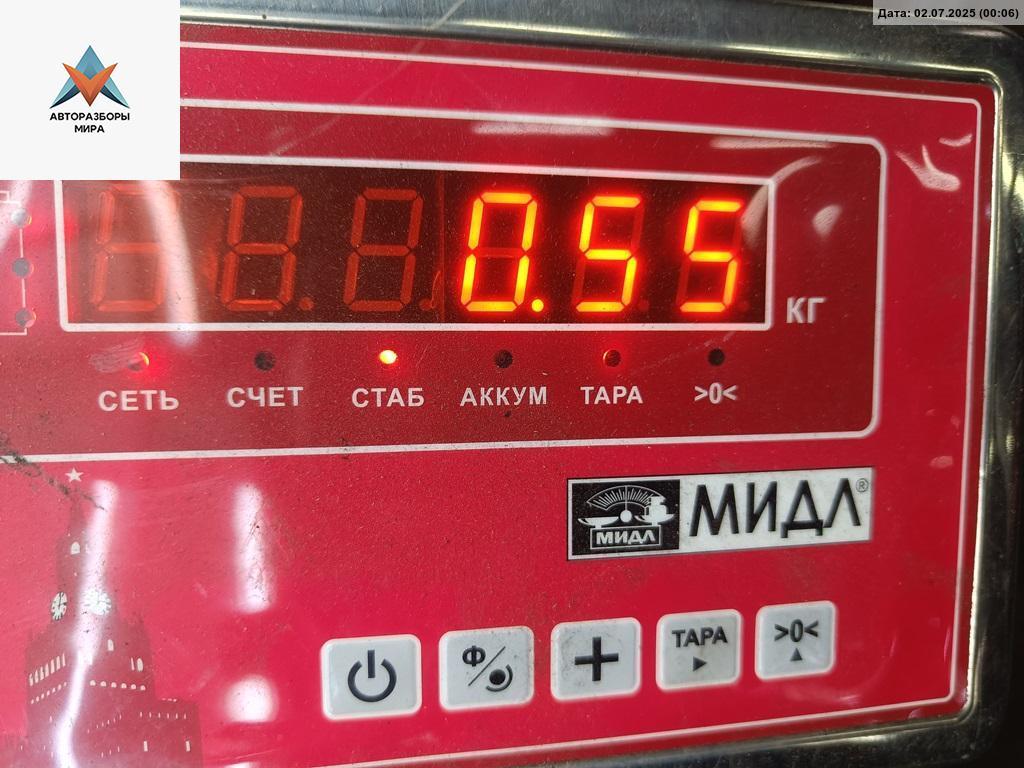 Дата: 02.07.2025 (00:06)
АВТОРАЗБОРЫ
МИРА
0.55
КГ
СЕТЬ СЧЕТ СТАБ АККУМ ТАРА >0<
МИДЛ МИДЛ®
Ф
+
ТАРА
>0<